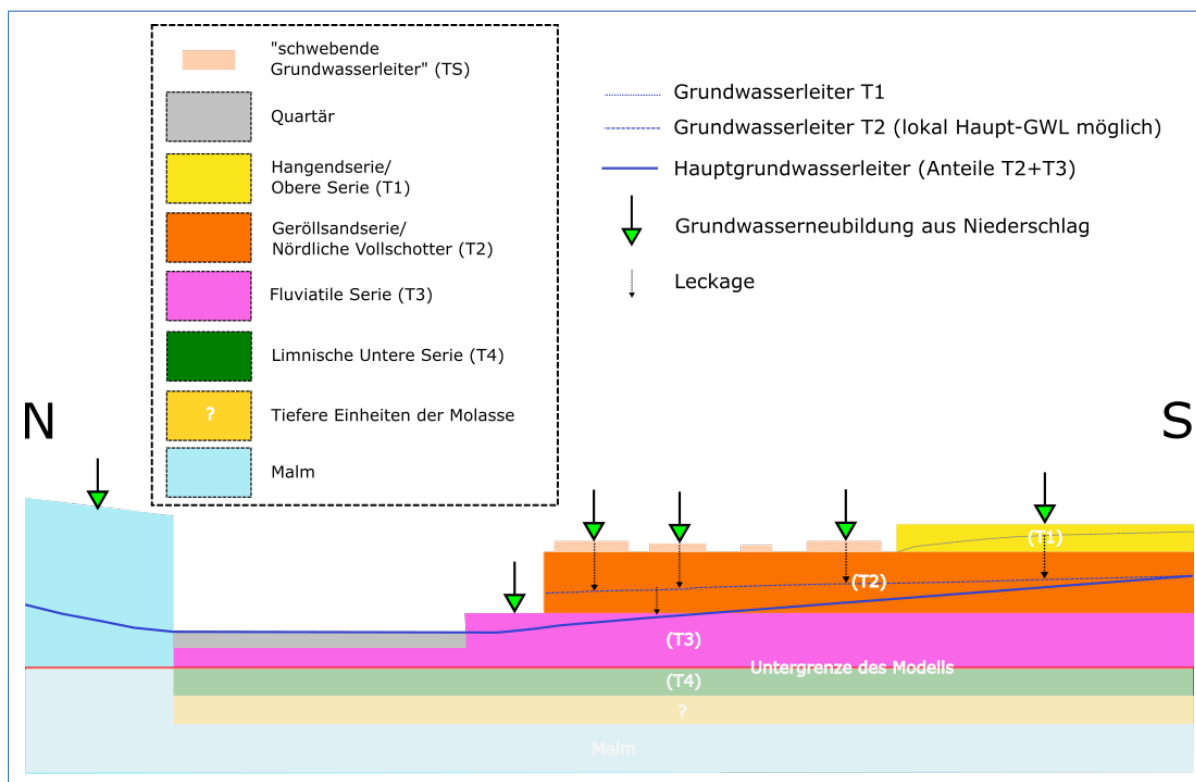 "schwebende
Grundwasserleiter" (TS)
Quartär
Hangendserie/
Obere Serie (T1)
Geröllsandserie/
Nördliche Vollschotter (T2)
Fluviatile Serie (T3)
Limnische Untere Serie (T4)
?
Tiefere Einheiten der Molasse
Malm
Grundwasserleiter T1
Grundwasserleiter T2 (lokal Haupt-GWL möglich)
Hauptgrundwasserleiter (Anteile T2+T3)
Grundwasserneubildung aus Niederschlag
Leckage
N
S
(T1)
(T2)
(T3)
Untergrenze des Modells
(T4)
?
Malm